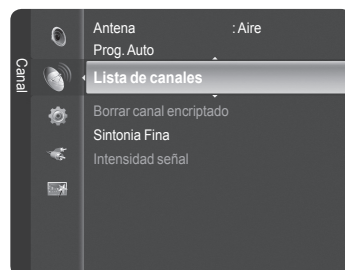 Canal
Antena : Aire
Prog. Auto
Lista de canales
Borrar canal encriptado
Sintonia Fina
Intensidad señal